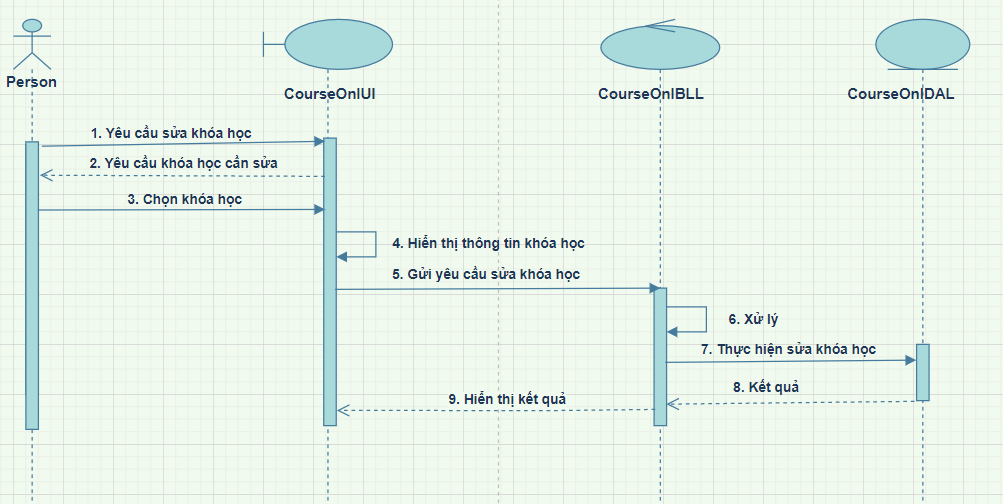 Person
CourseOnlUI
CourseOnlBLL
CourseOnlDAL
1. Yêu cầu sửa khóa học
2. Yêu cầu khóa học cần sửa
3. Chọn khóa học
4. Hiển thị thông tin khóa học
5. Gửi yêu cầu sửa khóa học
6. Xử lý
7. Thực hiện sửa khóa học
8. Kết quả
9. Hiển thị kết quả